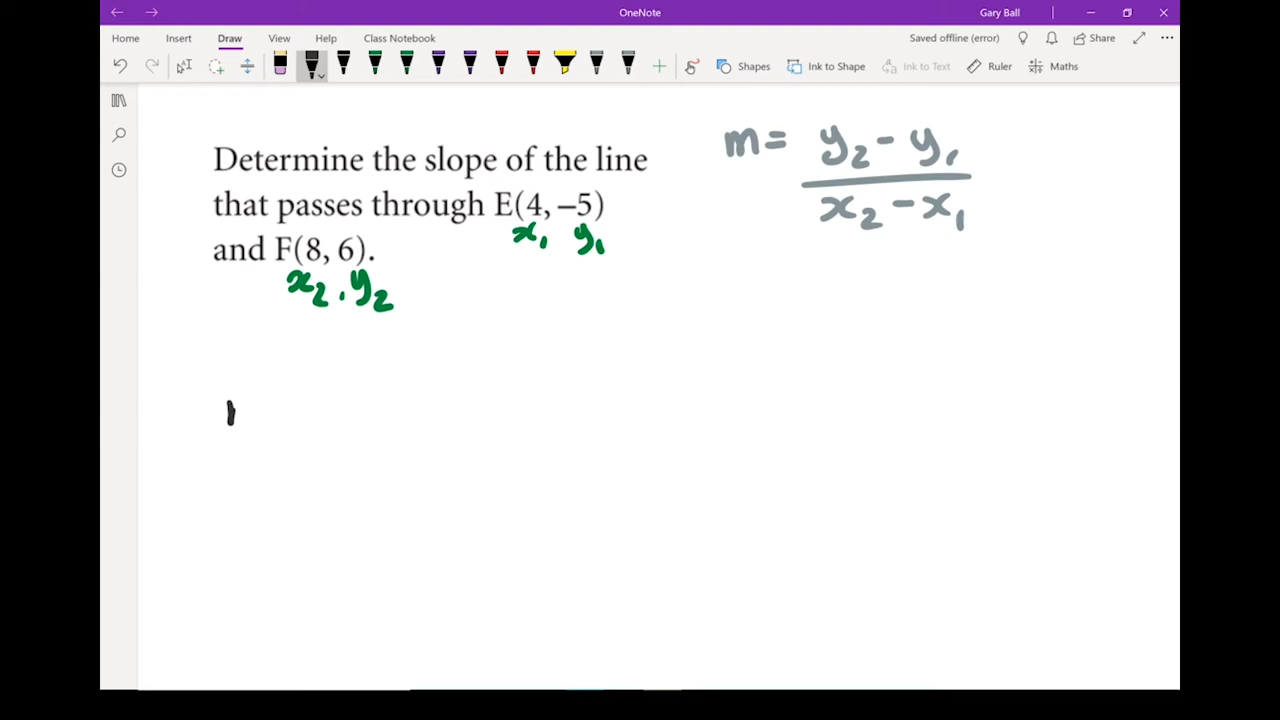 OneNote
Gary Ball
Home Insert Draw View Help Class Notebook
Saved offline (error) Share
Shapes Ink to Shape Ink to Text Ruler Maths
Determine the slope of the line
that passes through E(4, –5)
x₁ y₁
and F(8, 6).
x₂ , y₂
m = y₂ – y₁
x₂ – x₁